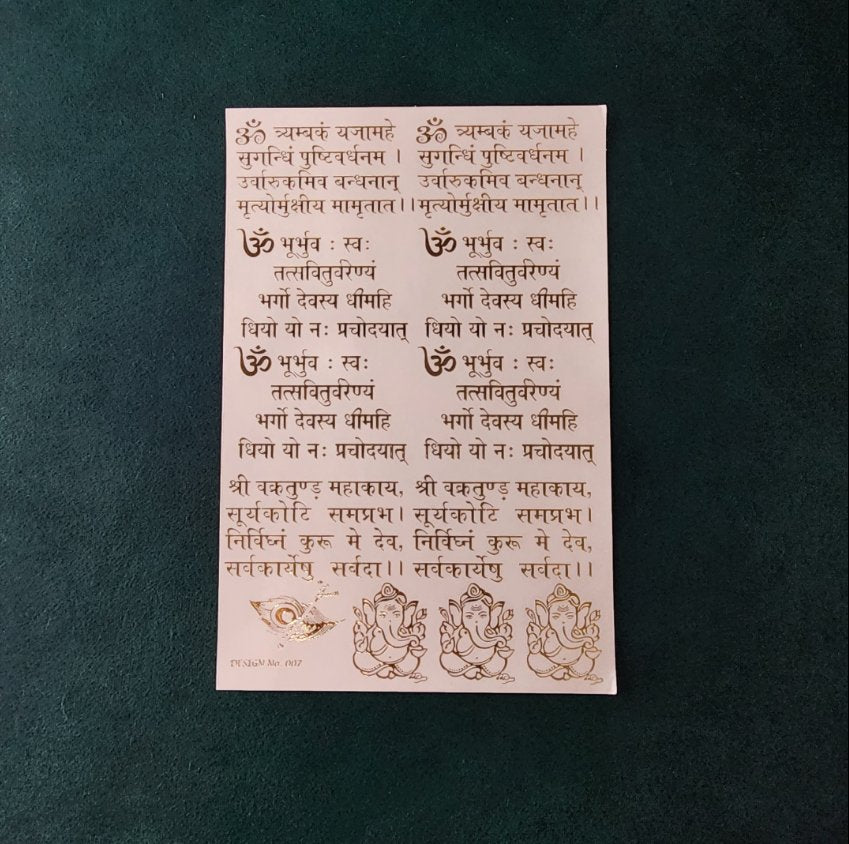 ॐ त्र्यम्बकं यजामहे
सुगन्धिं पुष्टिवर्धनम ।
उर्वारुकमिव बन्धनान्
मृत्योर्मुक्षीय मामृतात।।
ॐ त्र्यम्बकं यजामहे
सुगन्धिं पुष्टिवर्धनम ।
उर्वारुकमिव बन्धनान्
मृत्योर्मुक्षीय मामृतात।।
ॐ भूर्भुव : स्वः
तत्सवितुर्वरेण्यं
भर्गो देवस्य धीमहि
धियो यो नः प्रचोदयात्
ॐ भूर्भुव : स्वः
तत्सवितुर्वरेण्यं
भर्गो देवस्य धीमहि
धियो यो नः प्रचोदयात्
ॐ भूर्भुव : स्वः
तत्सवितुर्वरेण्यं
भर्गो देवस्य धीमहि
धियो यो नः प्रचोदयात्
ॐ भूर्भुव : स्वः
तत्सवितुर्वरेण्यं
भर्गो देवस्य धीमहि
धियो यो नः प्रचोदयात्
श्री वक्रतुण्ड़ महाकाय,
सूर्यकोटि समप्रभ।
निर्विघ्नं कुरू मे देव,
सर्वकार्येषु सर्वदा।।
श्री वक्रतुण्ड़ महाकाय,
सूर्यकोटि समप्रभ।
निर्विघ्नं कुरू मे देव,
सर्वकार्येषु सर्वदा।।
DESIGN No. 007